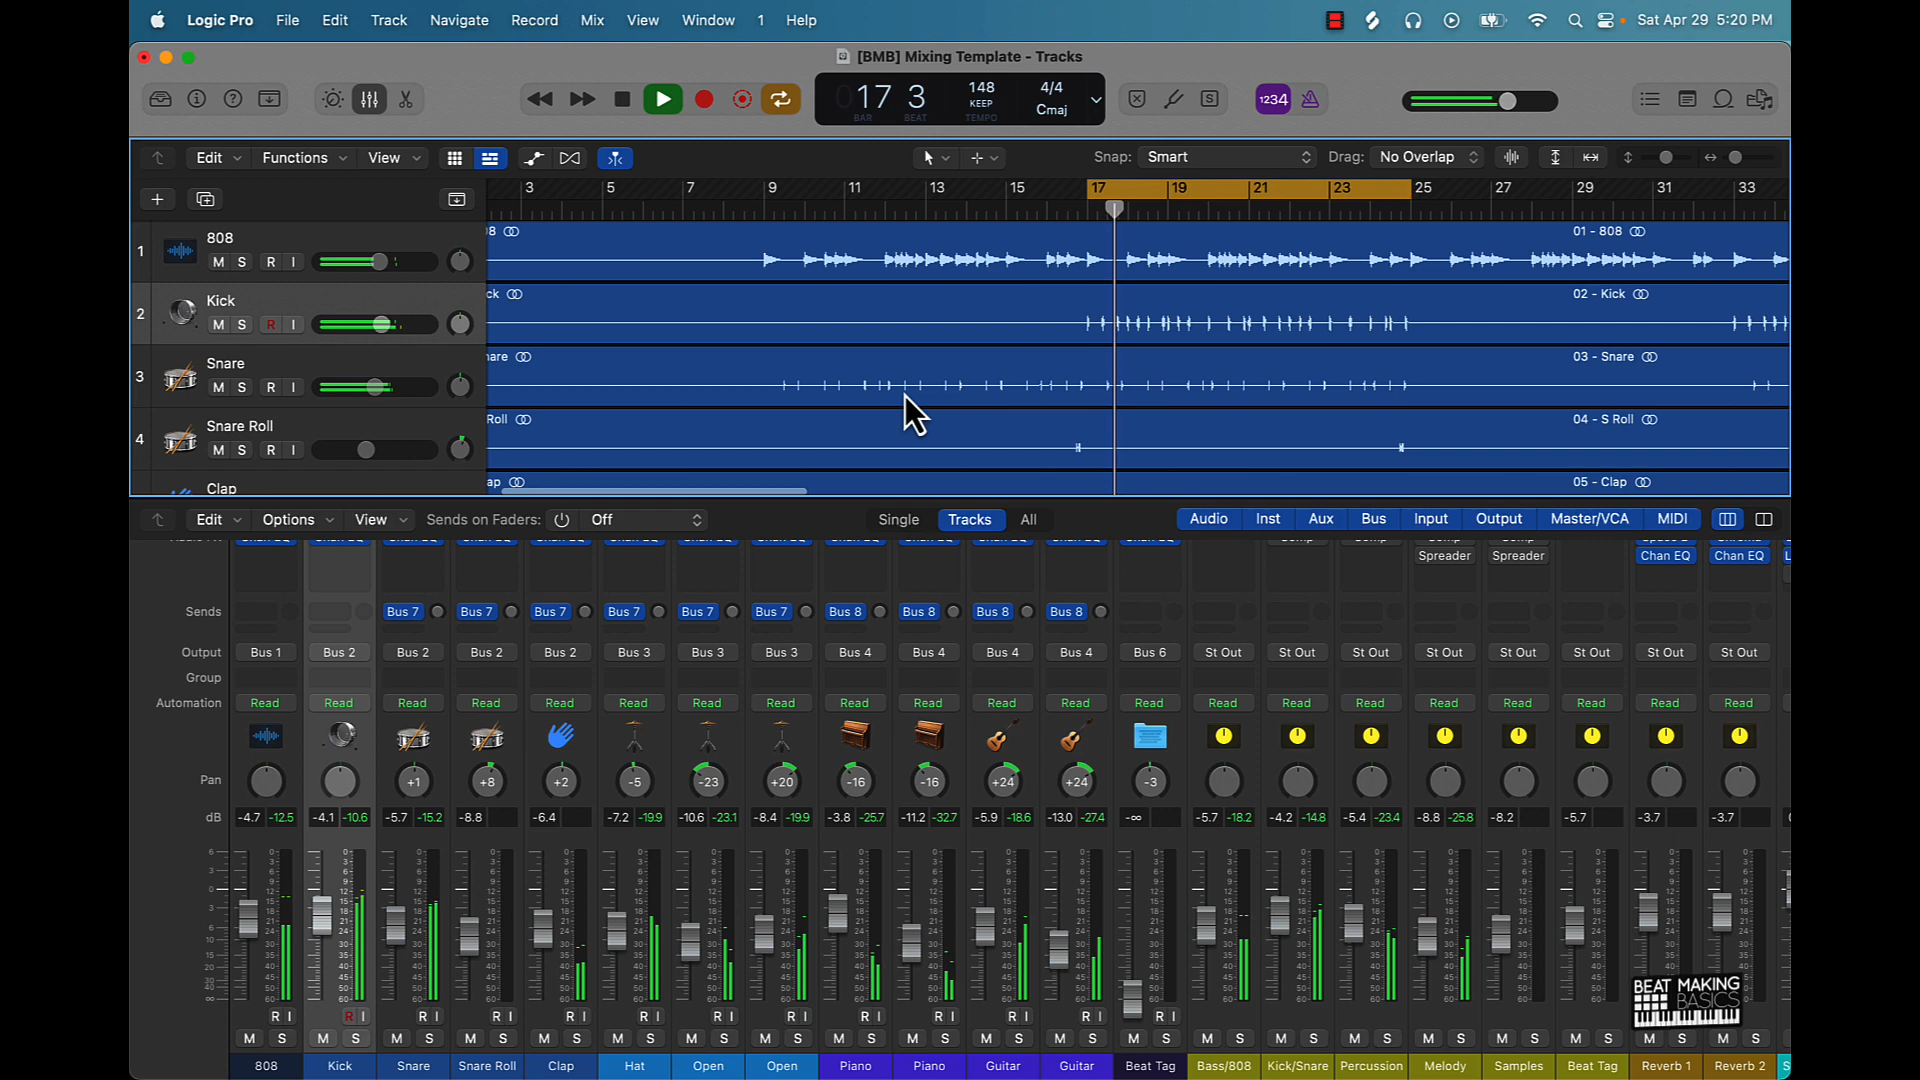 Logic Pro File Edit Track Navigate Record Mix View Window 1 Help Sat Apr 29 5:20 PM
[BMB] Mixing Template - Tracks
17 3 148 4/4
KEEP Cmaj 1234 S
BAR BEAT TEMPO
Edit Functions View Snap: Smart Drag: No Overlap
3 5 7 9 11 13 15 17 19 21 23 25 27 29 31 33
1 808 M S R I 01 - 808
2 Kick M S R I ck 02 - Kick
3 Snare M S R I nare 03 - Snare
4 Snare Roll M S R I Roll 04 - S Roll
Clap ap 05 - Clap
Edit Options View Sends on Faders: Off Single Tracks All Audio Inst Aux Bus Input Output Master/VCA MIDI
Spreader Spreader Chan EQ Chan EQ
Sends Bus 7 Bus 7 Bus 7 Bus 7 Bus 7 Bus 7 Bus 8 Bus 8 Bus 8 Bus 8
Output Bus 1 Bus 2 Bus 2 Bus 2 Bus 2 Bus 3 Bus 3 Bus 3 Bus 4 Bus 4 Bus 4 Bus 4 Bus 6 St Out St Out St Out St Out St Out St Out St Out St Out
Group
Automation Read Read Read Read Read Read Read Read Read Read Read Read Read Read Read Read Read Read Read Read Read
Pan +1 +8 +2 -5 -23 +20 -16 -16 +24 +24 -3
dB -4.7 -12.5 -4.1 -10.6 -5.7 -15.2 -8.8 -6.4 -7.2 -19.9 -10.6 -23.1 -8.4 -19.9 -3.8 -25.7 -11.2 -32.7 -5.9 -18.6 -13.0 -27.4 -∞ -5.7 -18.2 -4.2 -14.8 -5.4 -23.4 -8.8 -25.8 -8.2 -5.7 -3.7 -3.7
BEAT MAKING
BASICS
R I R I R I R I R I R I R I R I R I R I R I R I R I
M S M S M S M S M S M S M S M S M S M S M S M S M S M S M S M S M S M S M S M S M S
808 Kick Snare Snare Roll Clap Hat Open Open Piano Piano Guitar Guitar Beat Tag Bass/808 Kick/Snare Percussion Melody Samples Beat Tag Reverb 1 Reverb 2